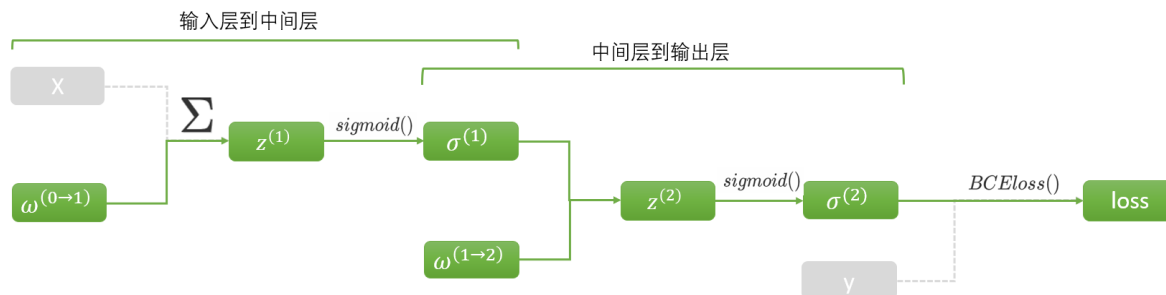 输入层到中间层
中间层到输出层
X
∑
z⁽¹⁾
sigmoid()
σ⁽¹⁾
ω⁽⁰→¹⁾
z⁽²⁾
sigmoid()
σ⁽²⁾
BCEloss()
loss
ω⁽¹→²⁾
y